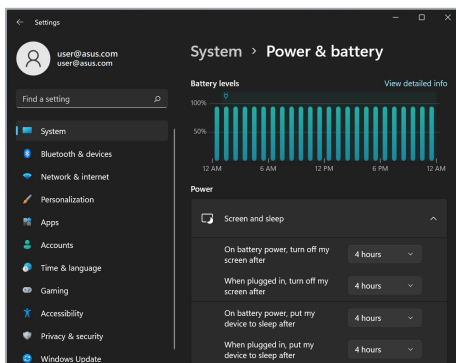 Settings
user@asus.com
user@asus.com
Find a setting
System
Bluetooth & devices
Network & internet
Personalization
Apps
Accounts
Time & language
Gaming
Accessibility
Privacy & security
Windows Update
System > Power & battery
Battery levels
View detailed info
100%
50%
12 AM 6 AM 12 PM 6 PM 12 AM
Power
Screen and sleep
On battery power, turn off my
screen after
4 hours
When plugged in, turn off my
screen after
4 hours
On battery power, put my
device to sleep after
4 hours
When plugged in, put my
device to sleep after
4 hours